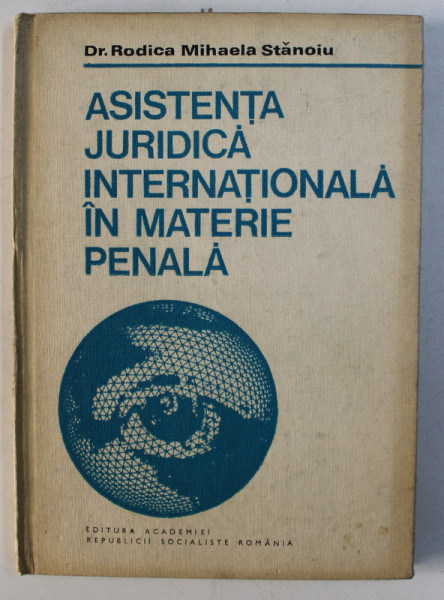 Dr. Rodica Mihaela Stănoiu
ASISTENȚA
JURIDICĂ
INTERNAȚIONALĂ
ÎN MATERIE
PENALĂ
EDITURA ACADEMIEI
REPUBLICII SOCIALISTE ROMÂNIA